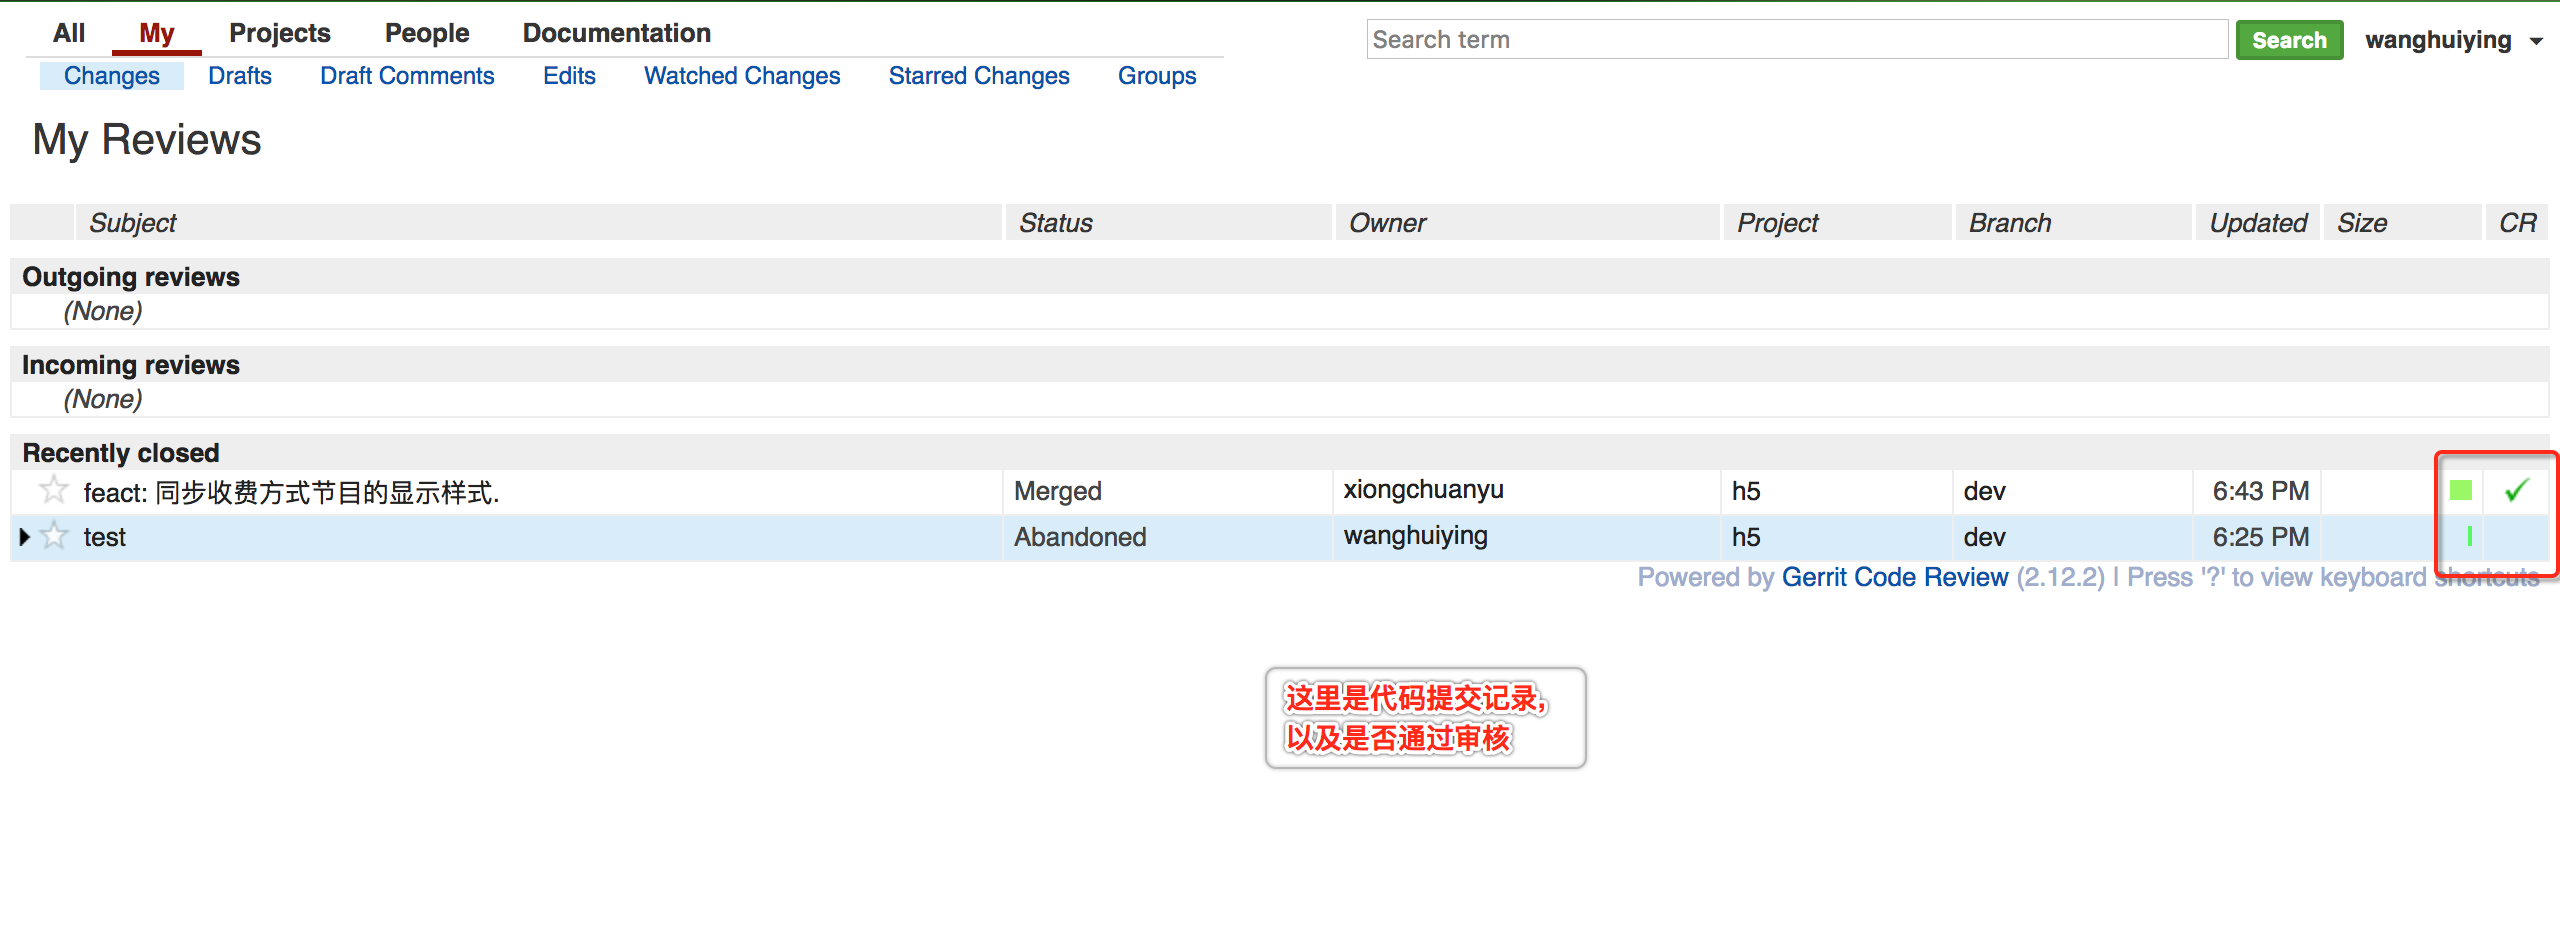 All My Projects People Documentation Search term Search wanghuiying
Changes Drafts Draft Comments Edits Watched Changes Starred Changes Groups
My Reviews
Subject Status Owner Project Branch Updated Size CR
Outgoing reviews
(None)
Incoming reviews
(None)
Recently closed
feact: 同步收费方式节目的显示样式. Merged xiongchuanyu h5 dev 6:43 PM
test Abandoned wanghuiying h5 dev 6:25 PM
Powered by Gerrit Code Review (2.12.2) | Press '?' to view keyboard shortcuts
这里是代码提交记录,
以及是否通过审核